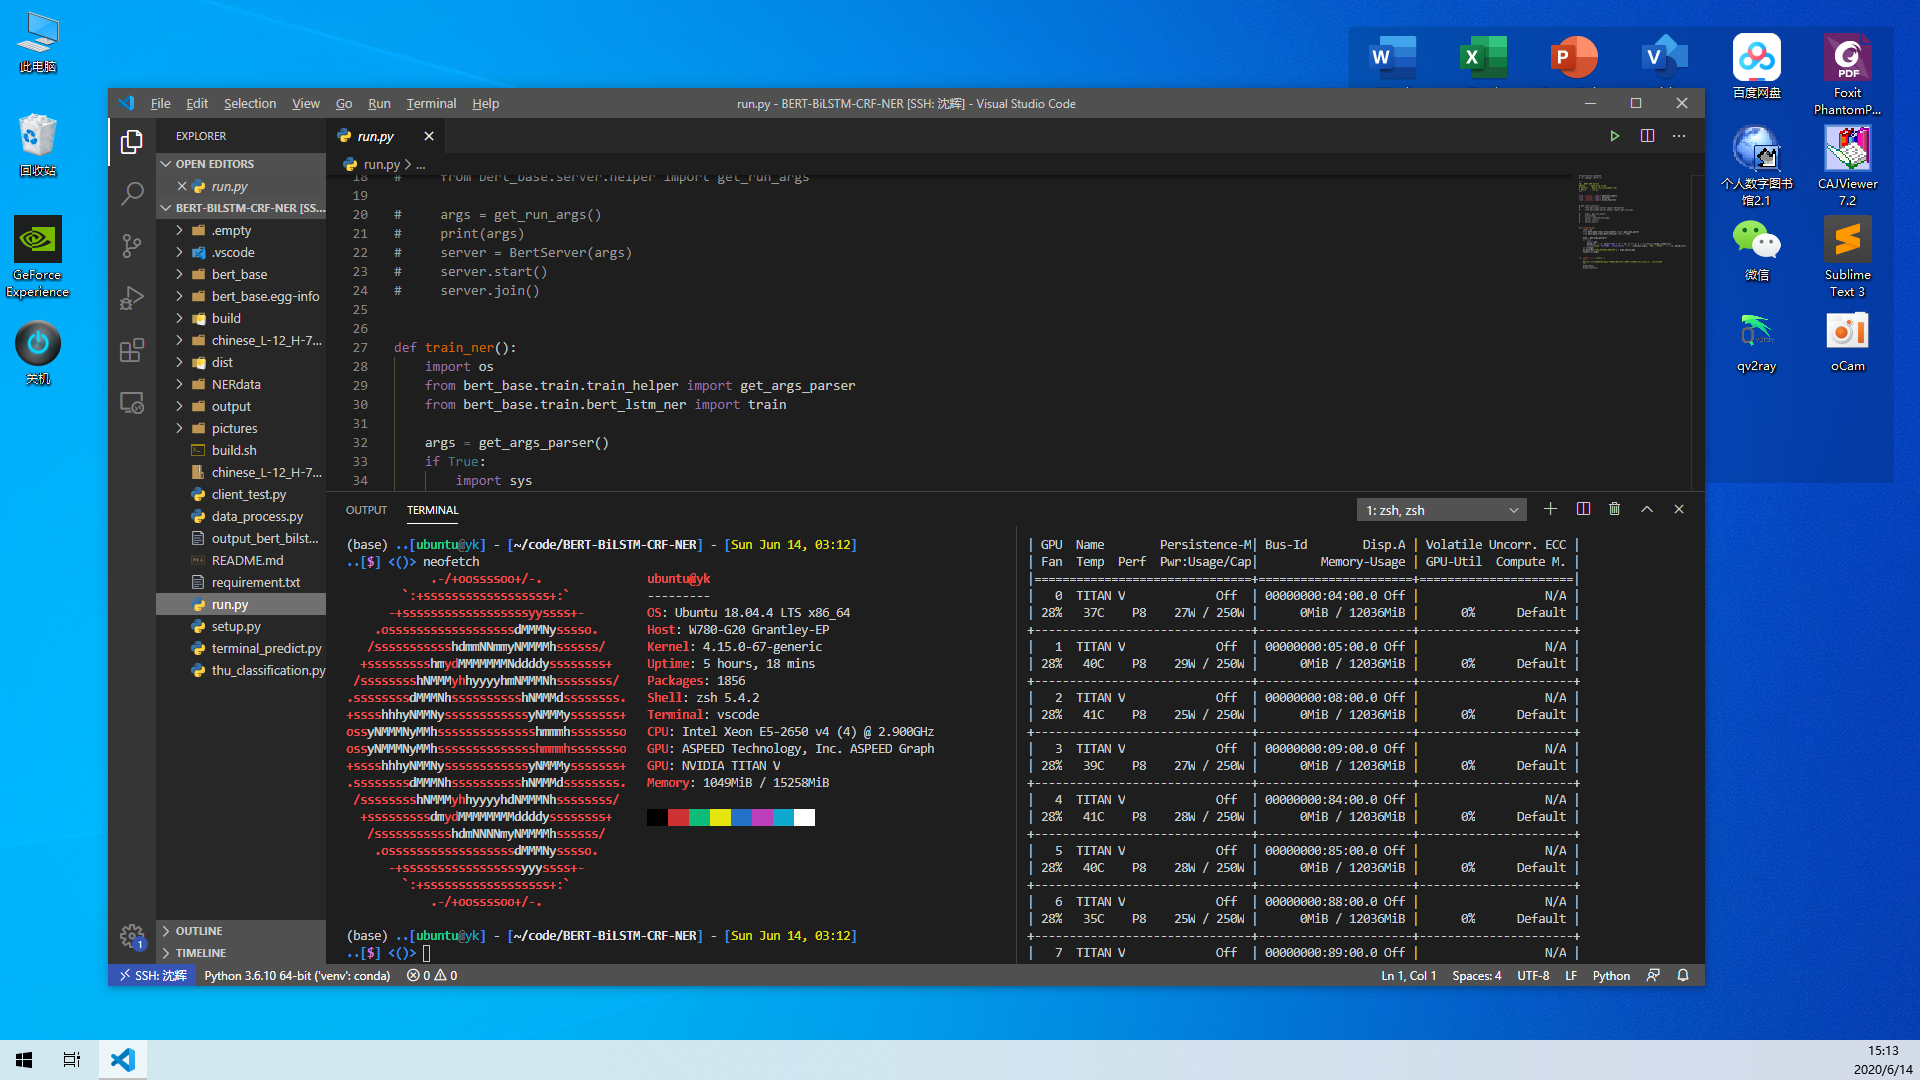 此电脑
回收站
GeForce
Experience
关机
百度网盘
Foxit
PhantomP...
个人数字图书
馆2.1
CAJViewer
7.2
微信
Sublime
Text 3
qv2ray
oCam
File Edit Selection View Go Run Terminal Help
run.py - BERT-BiLSTM-CRF-NER [SSH: 沈辉] - Visual Studio Code
EXPLORER
OPEN EDITORS
run.py
BERT-BILSTM-CRF-NER [SS...
.empty
.vscode
bert_base
bert_base.egg-info
build
chinese_L-12_H-7...
dist
NERdata
output
pictures
build.sh
chinese_L-12_H-7...
client_test.py
data_process.py
output_bert_bilst...
README.md
requirement.txt
run.py
setup.py
terminal_predict.py
thu_classification.py
OUTLINE
TIMELINE
run.py
run.py > ...
18 #     from bert_base.server.helper import get_run_args
19
20 #     args = get_run_args()
21 #     print(args)
22 #     server = BertServer(args)
23 #     server.start()
24 #     server.join()
25
26
27 def train_ner():
28     import os
29     from bert_base.train.train_helper import get_args_parser
30     from bert_base.train.bert_lstm_ner import train
31
32     args = get_args_parser()
33     if True:
34         import sys
OUTPUT TERMINAL
1: zsh, zsh
(base) ..[ubuntu@yk] - [~/code/BERT-BiLSTM-CRF-NER] - [Sun Jun 14, 03:12]
..[$] <()> neofetch
ubuntu@yk
---------
OS: Ubuntu 18.04.4 LTS x86_64
Host: W780-G20 Grantley-EP
Kernel: 4.15.0-67-generic
Uptime: 5 hours, 18 mins
Packages: 1856
Shell: zsh 5.4.2
Terminal: vscode
CPU: Intel Xeon E5-2650 v4 (4) @ 2.900GHz
GPU: ASPEED Technology, Inc. ASPEED Graph
GPU: NVIDIA TITAN V
Memory: 1049MiB / 15258MiB
(base) ..[ubuntu@yk] - [~/code/BERT-BiLSTM-CRF-NER] - [Sun Jun 14, 03:12]
..[$] <()>
| GPU  Name        Persistence-M| Bus-Id        Disp.A | Volatile Uncorr. ECC |
| Fan  Temp  Perf  Pwr:Usage/Cap|         Memory-Usage | GPU-Util  Compute M. |
|===============================+======================+======================|
|   0  TITAN V             Off  | 00000000:04:00.0 Off |                  N/A |
| 28%   37C    P8    27W / 250W |      0MiB / 12036MiB |      0%      Default |
+-------------------------------+----------------------+----------------------+
|   1  TITAN V             Off  | 00000000:05:00.0 Off |                  N/A |
| 28%   40C    P8    29W / 250W |      0MiB / 12036MiB |      0%      Default |
+-------------------------------+----------------------+----------------------+
|   2  TITAN V             Off  | 00000000:08:00.0 Off |                  N/A |
| 28%   41C    P8    25W / 250W |      0MiB / 12036MiB |      0%      Default |
+-------------------------------+----------------------+----------------------+
|   3  TITAN V             Off  | 00000000:09:00.0 Off |                  N/A |
| 28%   39C    P8    27W / 250W |      0MiB / 12036MiB |      0%      Default |
+-------------------------------+----------------------+----------------------+
|   4  TITAN V             Off  | 00000000:84:00.0 Off |                  N/A |
| 28%   41C    P8    28W / 250W |      0MiB / 12036MiB |      0%      Default |
+-------------------------------+----------------------+----------------------+
|   5  TITAN V             Off  | 00000000:85:00.0 Off |                  N/A |
| 28%   40C    P8    28W / 250W |      0MiB / 12036MiB |      0%      Default |
+-------------------------------+----------------------+----------------------+
|   6  TITAN V             Off  | 00000000:88:00.0 Off |                  N/A |
| 28%   35C    P8    25W / 250W |      0MiB / 12036MiB |      0%      Default |
+-------------------------------+----------------------+----------------------+
|   7  TITAN V             Off  | 00000000:89:00.0 Off |                  N/A |
SSH: 沈辉 Python 3.6.10 64-bit ('venv': conda) 0 0
Ln 1, Col 1 Spaces: 4 UTF-8 LF Python
15:13
2020/6/14